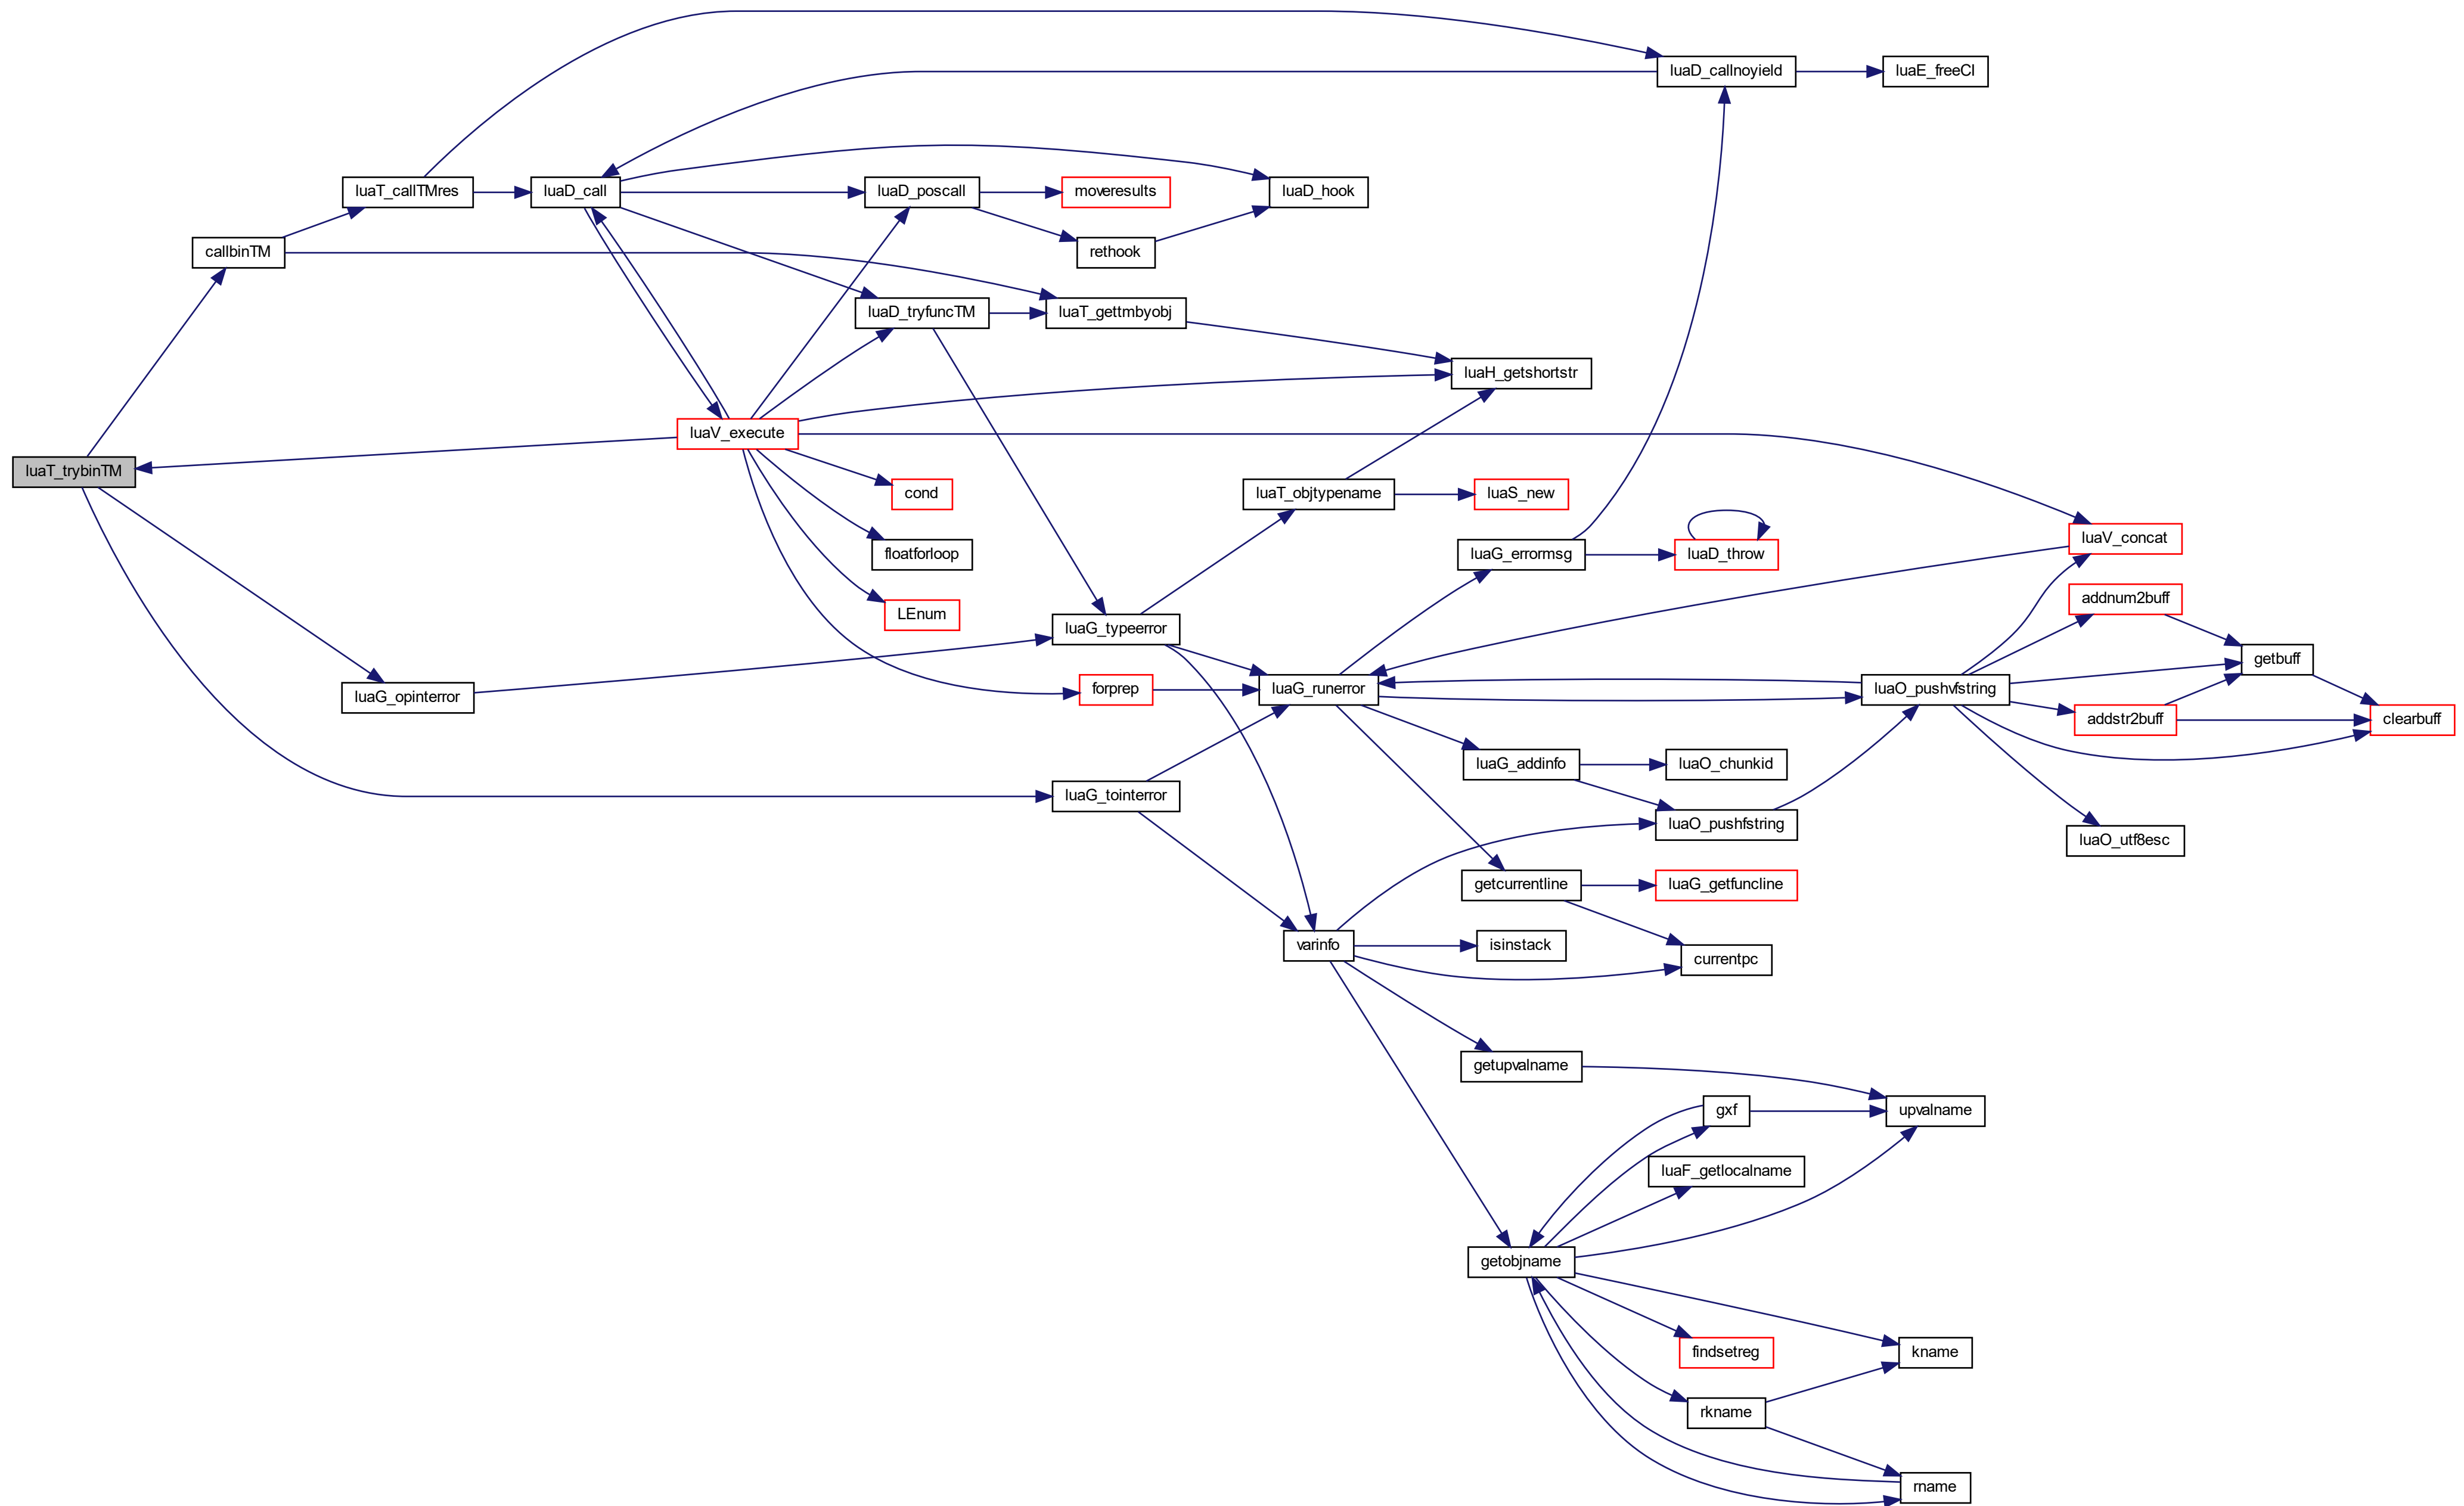 luaD_callnoyield
luaE_freeCI
luaT_callTMres
luaD_call
luaD_poscall
moveresults
luaD_hook
callbinTM
rethook
luaD_tryfuncTM
luaT_gettmbyobj
luaH_getshortstr
luaV_execute
luaT_trybinTM
cond
luaT_objtypename
luaS_new
floatforloop
luaG_errormsg
luaD_throw
luaV_concat
LEnum
addnum2buff
luaG_typeerror
getbuff
luaG_opinterror
forprep
luaG_runerror
luaO_pushvfstring
addstr2buff
clearbuff
luaG_addinfo
luaO_chunkid
luaG_tointerror
luaO_pushfstring
luaO_utf8esc
getcurrentline
luaG_getfuncline
varinfo
isinstack
currentpc
getupvalname
gxf
upvalname
luaF_getlocalname
getobjname
findsetreg
kname
rkname
rname